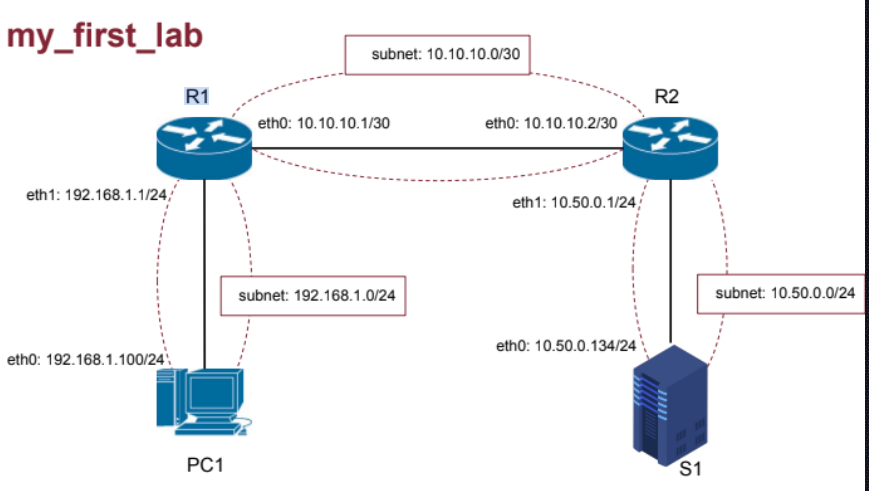 my_first_lab
subnet: 10.10.10.0/30
R1
R2
eth0: 10.10.10.1/30
eth0: 10.10.10.2/30
eth1: 192.168.1.1/24
eth1: 10.50.0.1/24
subnet: 192.168.1.0/24
subnet: 10.50.0.0/24
eth0: 192.168.1.100/24
eth0: 10.50.0.134/24
PC1
S1